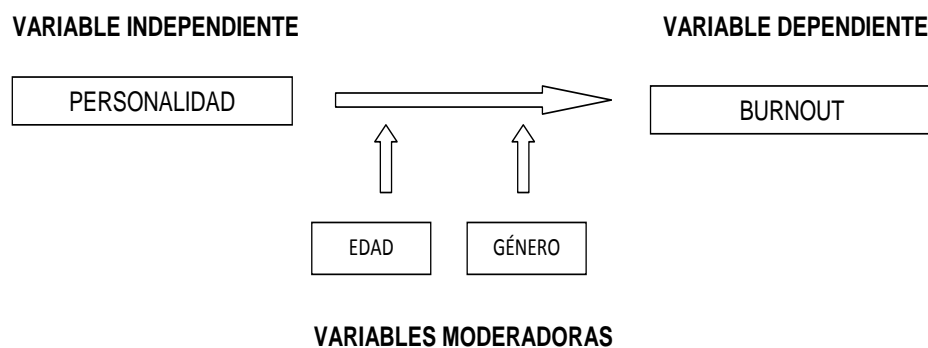 VARIABLE INDEPENDIENTE
VARIABLE DEPENDIENTE
PERSONALIDAD
BURNOUT
EDAD
GÉNERO
VARIABLES MODERADORAS